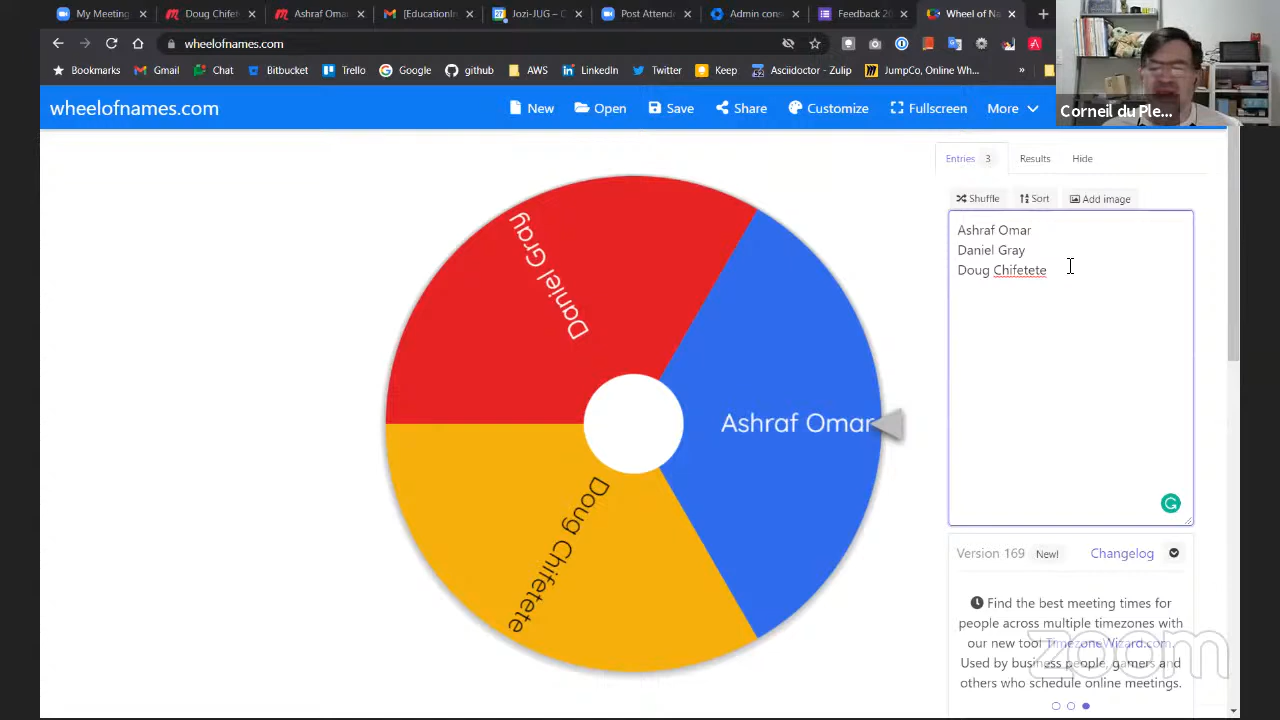 My Meeting
Doug Chifet
Ashraf Omar
[EducationIn
Jozi-JUG – C
Post Attend
Admin cons
Feedback 20
Wheel of Na
wheelofnames.com
Bookmarks
Gmail
Chat
Bitbucket
Trello
Google
github
AWS
LinkedIn
Twitter
Keep
Asciidoctor - Zulip
JumpCo, Online Wh...
»
Corneil du Ple...
wheelofnames.com
New
Open
Save
Share
Customize
Fullscreen
More
Entries 3
Results
Hide
Shuffle
Sort
Add image
Ashraf Omar
Daniel Gray
Doug Chifetete
Daniel Gray
Ashraf Omar
Doug Chifetete
Version 169 New! Changelog
Find the best meeting times for
people across multiple timezones with
our new tool TimezoneWizard.com.
Used by business people, gamers and
others who schedule online meetings.
zoom